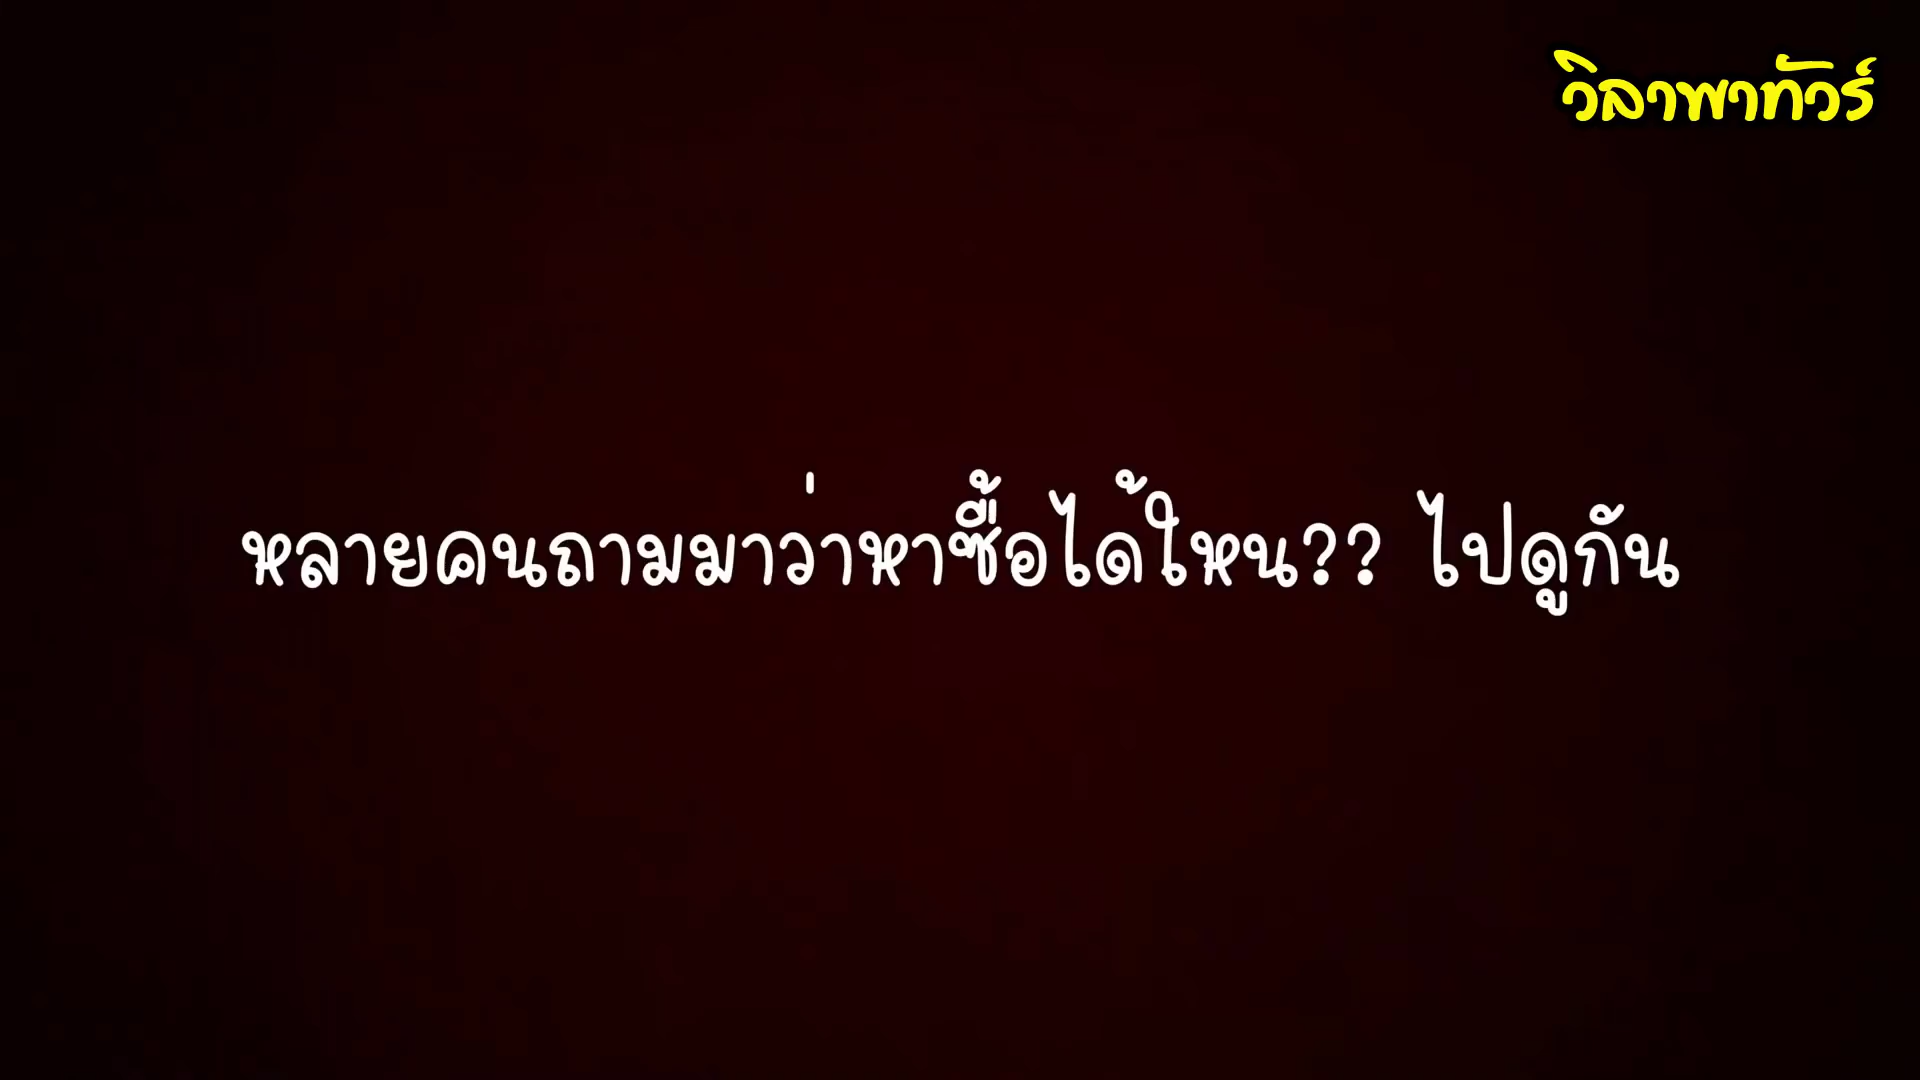 วิลาพาทัวร์
หลายคนถามมาว่าหาซื้อได้ใหน?? ไปดูกัน